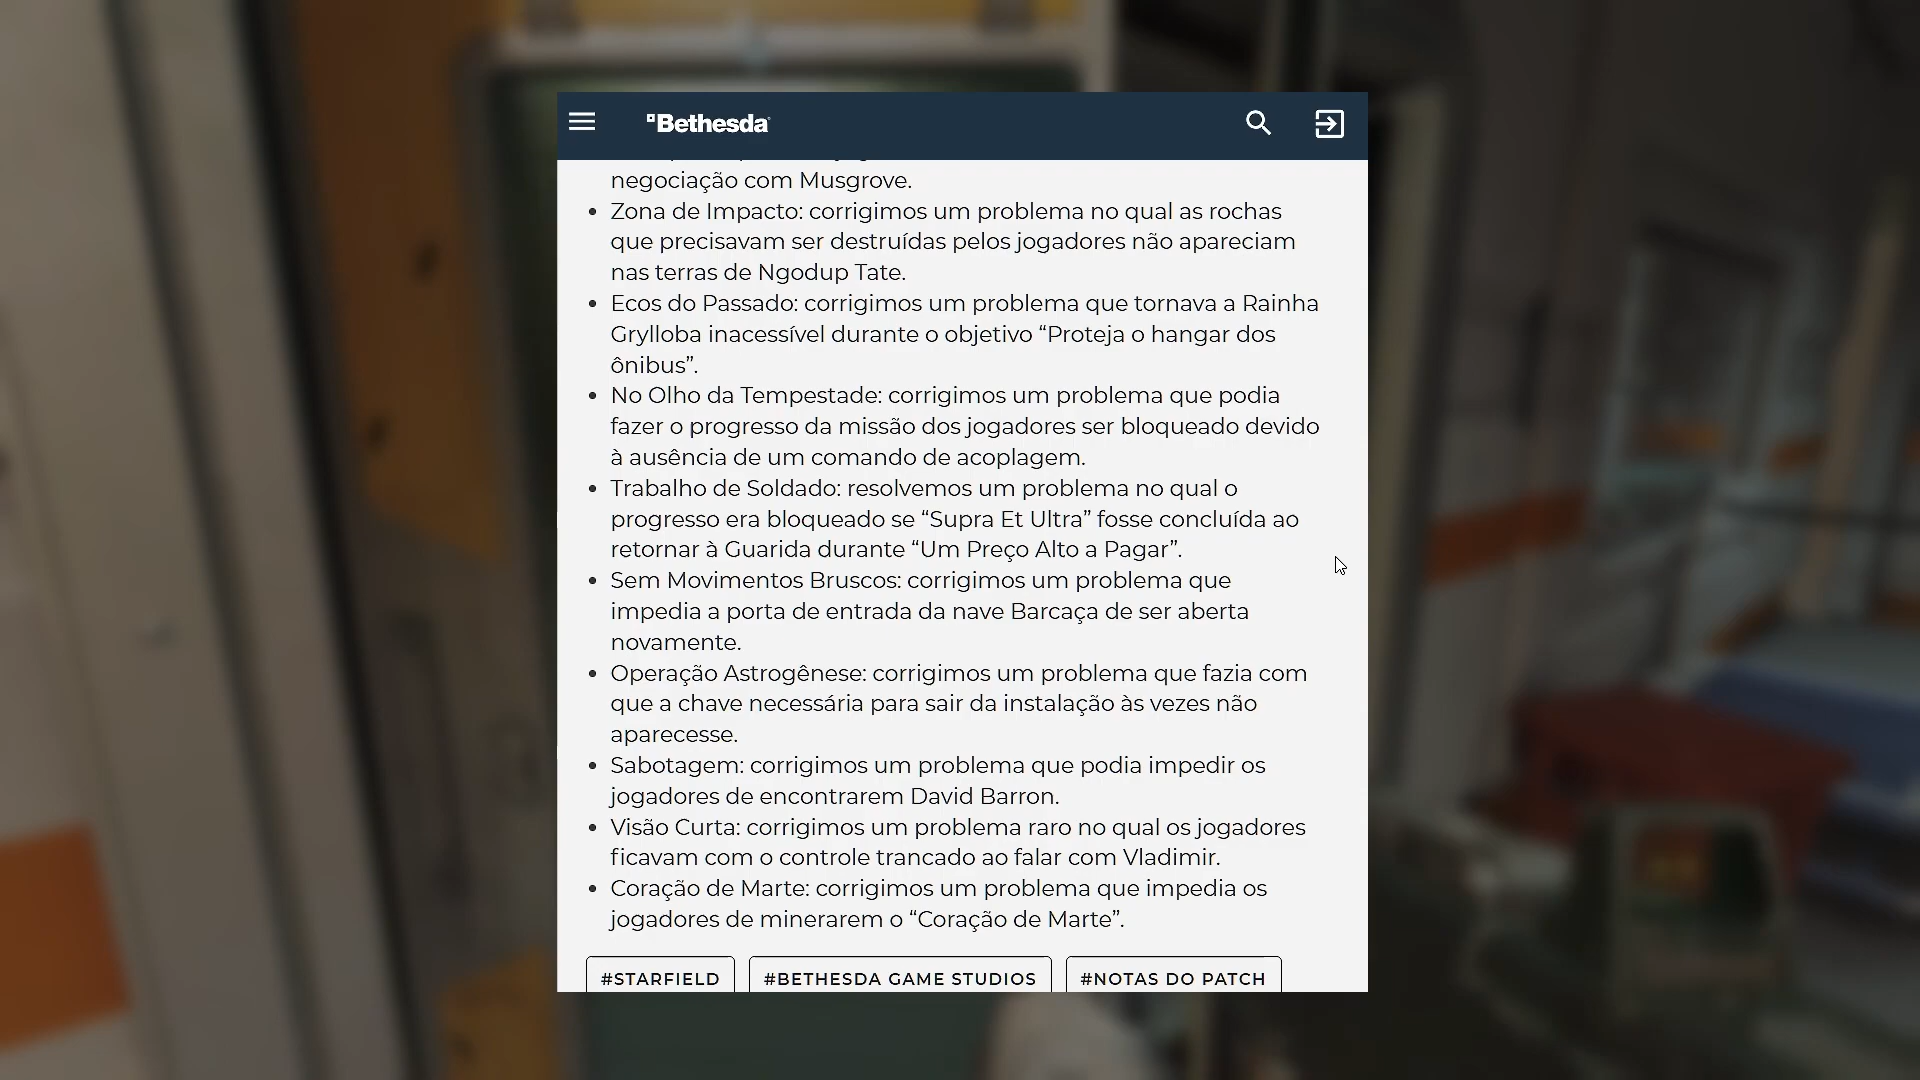 Bethesda
negociação com Musgrove.
• Zona de Impacto: corrigimos um problema no qual as rochas
que precisavam ser destruídas pelos jogadores não apareciam
nas terras de Ngodup Tate.
• Ecos do Passado: corrigimos um problema que tornava a Rainha
Grylloba inacessível durante o objetivo “Proteja o hangar dos
ônibus”.
• No Olho da Tempestade: corrigimos um problema que podia
fazer o progresso da missão dos jogadores ser bloqueado devido
à ausência de um comando de acoplagem.
• Trabalho de Soldado: resolvemos um problema no qual o
progresso era bloqueado se “Supra Et Ultra” fosse concluída ao
retornar à Guarida durante “Um Preço Alto a Pagar”.
• Sem Movimentos Bruscos: corrigimos um problema que
impedia a porta de entrada da nave Barcaça de ser aberta
novamente.
• Operação Astrogênese: corrigimos um problema que fazia com
que a chave necessária para sair da instalação às vezes não
aparecesse.
• Sabotagem: corrigimos um problema que podia impedir os
jogadores de encontrarem David Barron.
• Visão Curta: corrigimos um problema raro no qual os jogadores
ficavam com o controle trancado ao falar com Vladimir.
• Coração de Marte: corrigimos um problema que impedia os
jogadores de minerarem o “Coração de Marte”.
#STARFIELD #BETHESDA GAME STUDIOS #NOTAS DO PATCH